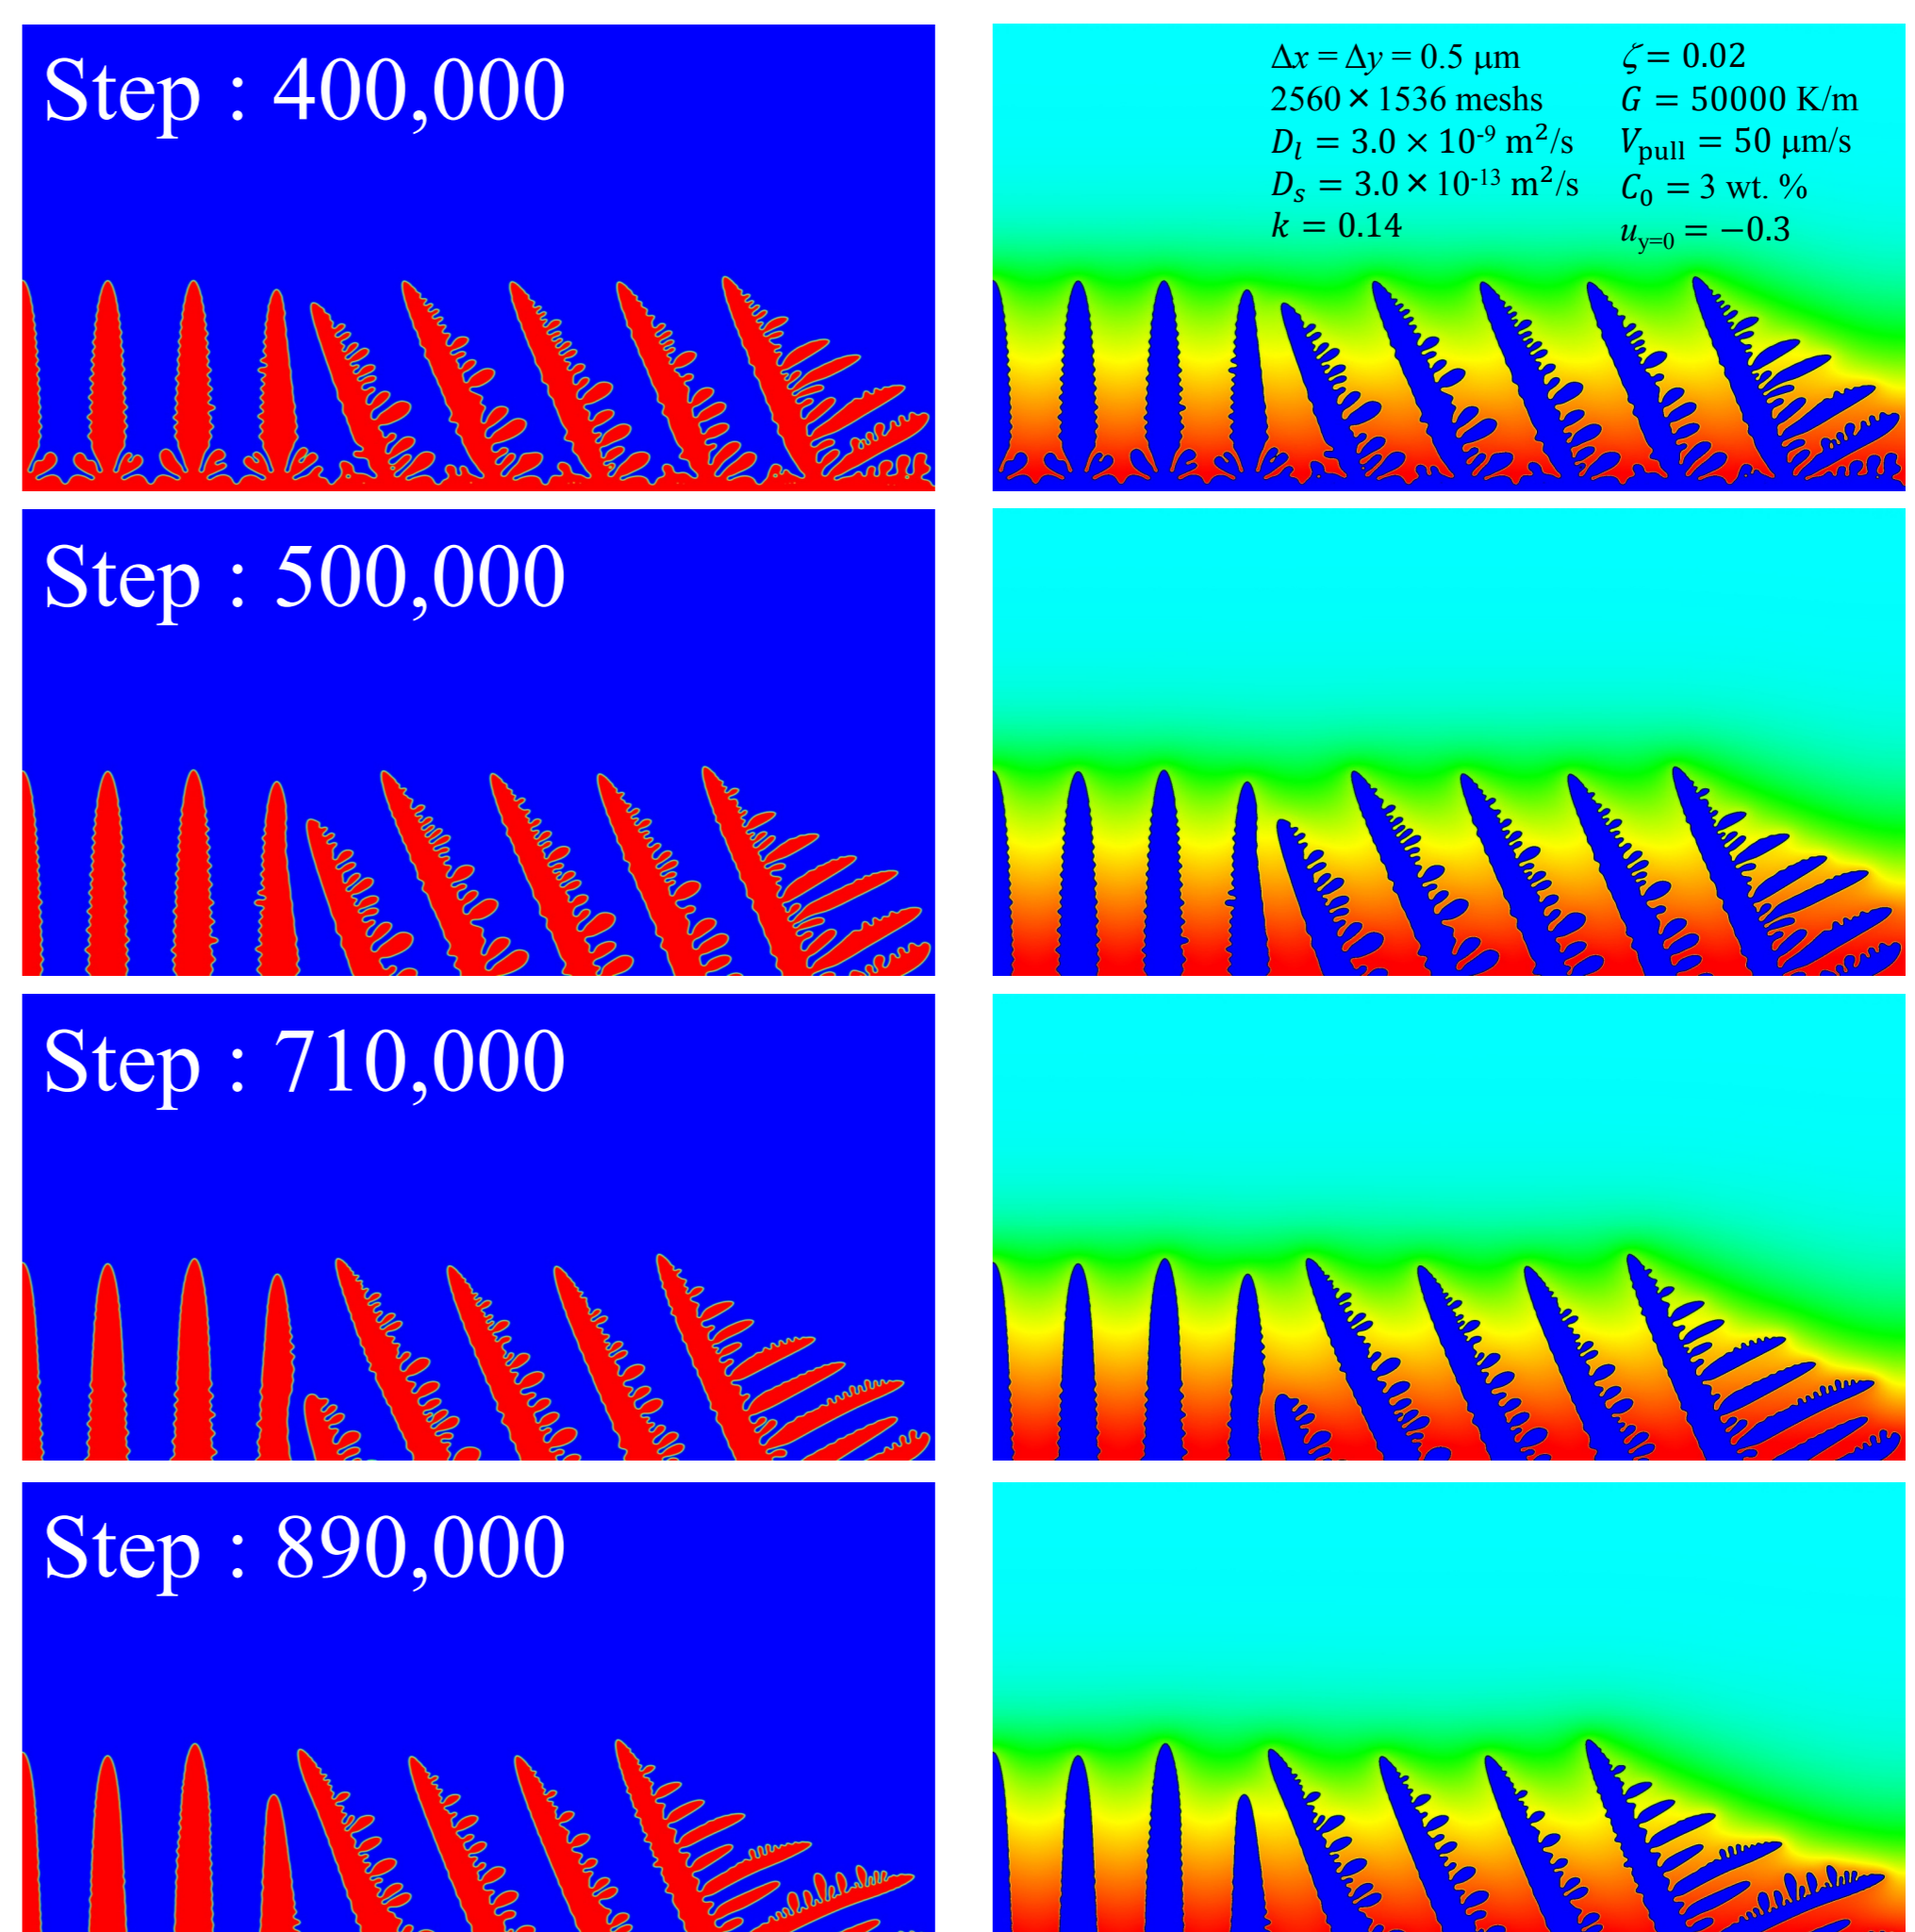 Step : 400,000
Δx = Δy = 0.5 μm
2560 × 1536 meshs
D_l = 3.0 × 10^-9 m²/s
D_s = 3.0 × 10^-13 m²/s
k = 0.14
ζ = 0.02
G = 50000 K/m
V_pull = 50 μm/s
C_0 = 3 wt. %
u_y=0 = −0.3
Step : 500,000
Step : 710,000
Step : 890,000